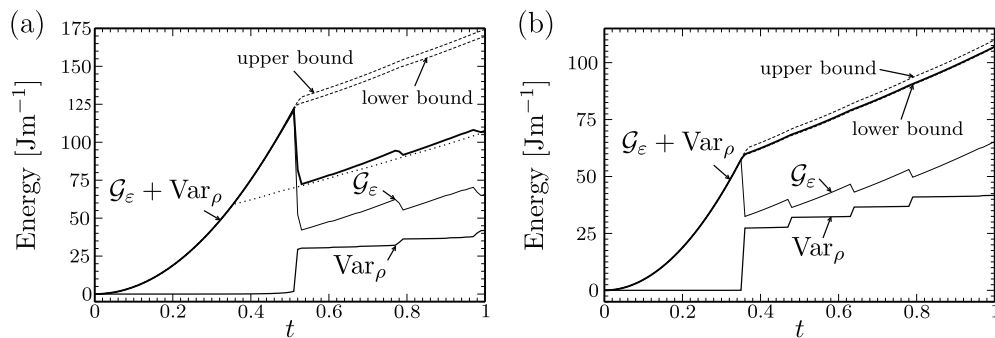 (a)
175
150
125
100
75
50
25
0
Energy [Jm⁻¹]
upper bound
lower bound
𝒢ε + Varρ
𝒢ε
Varρ
0 0.2 0.4 0.6 0.8 1
t
(b)
100
75
50
25
0
Energy [Jm⁻¹]
upper bound
lower bound
𝒢ε + Varρ
𝒢ε
Varρ
0 0.2 0.4 0.6 0.8 1
t